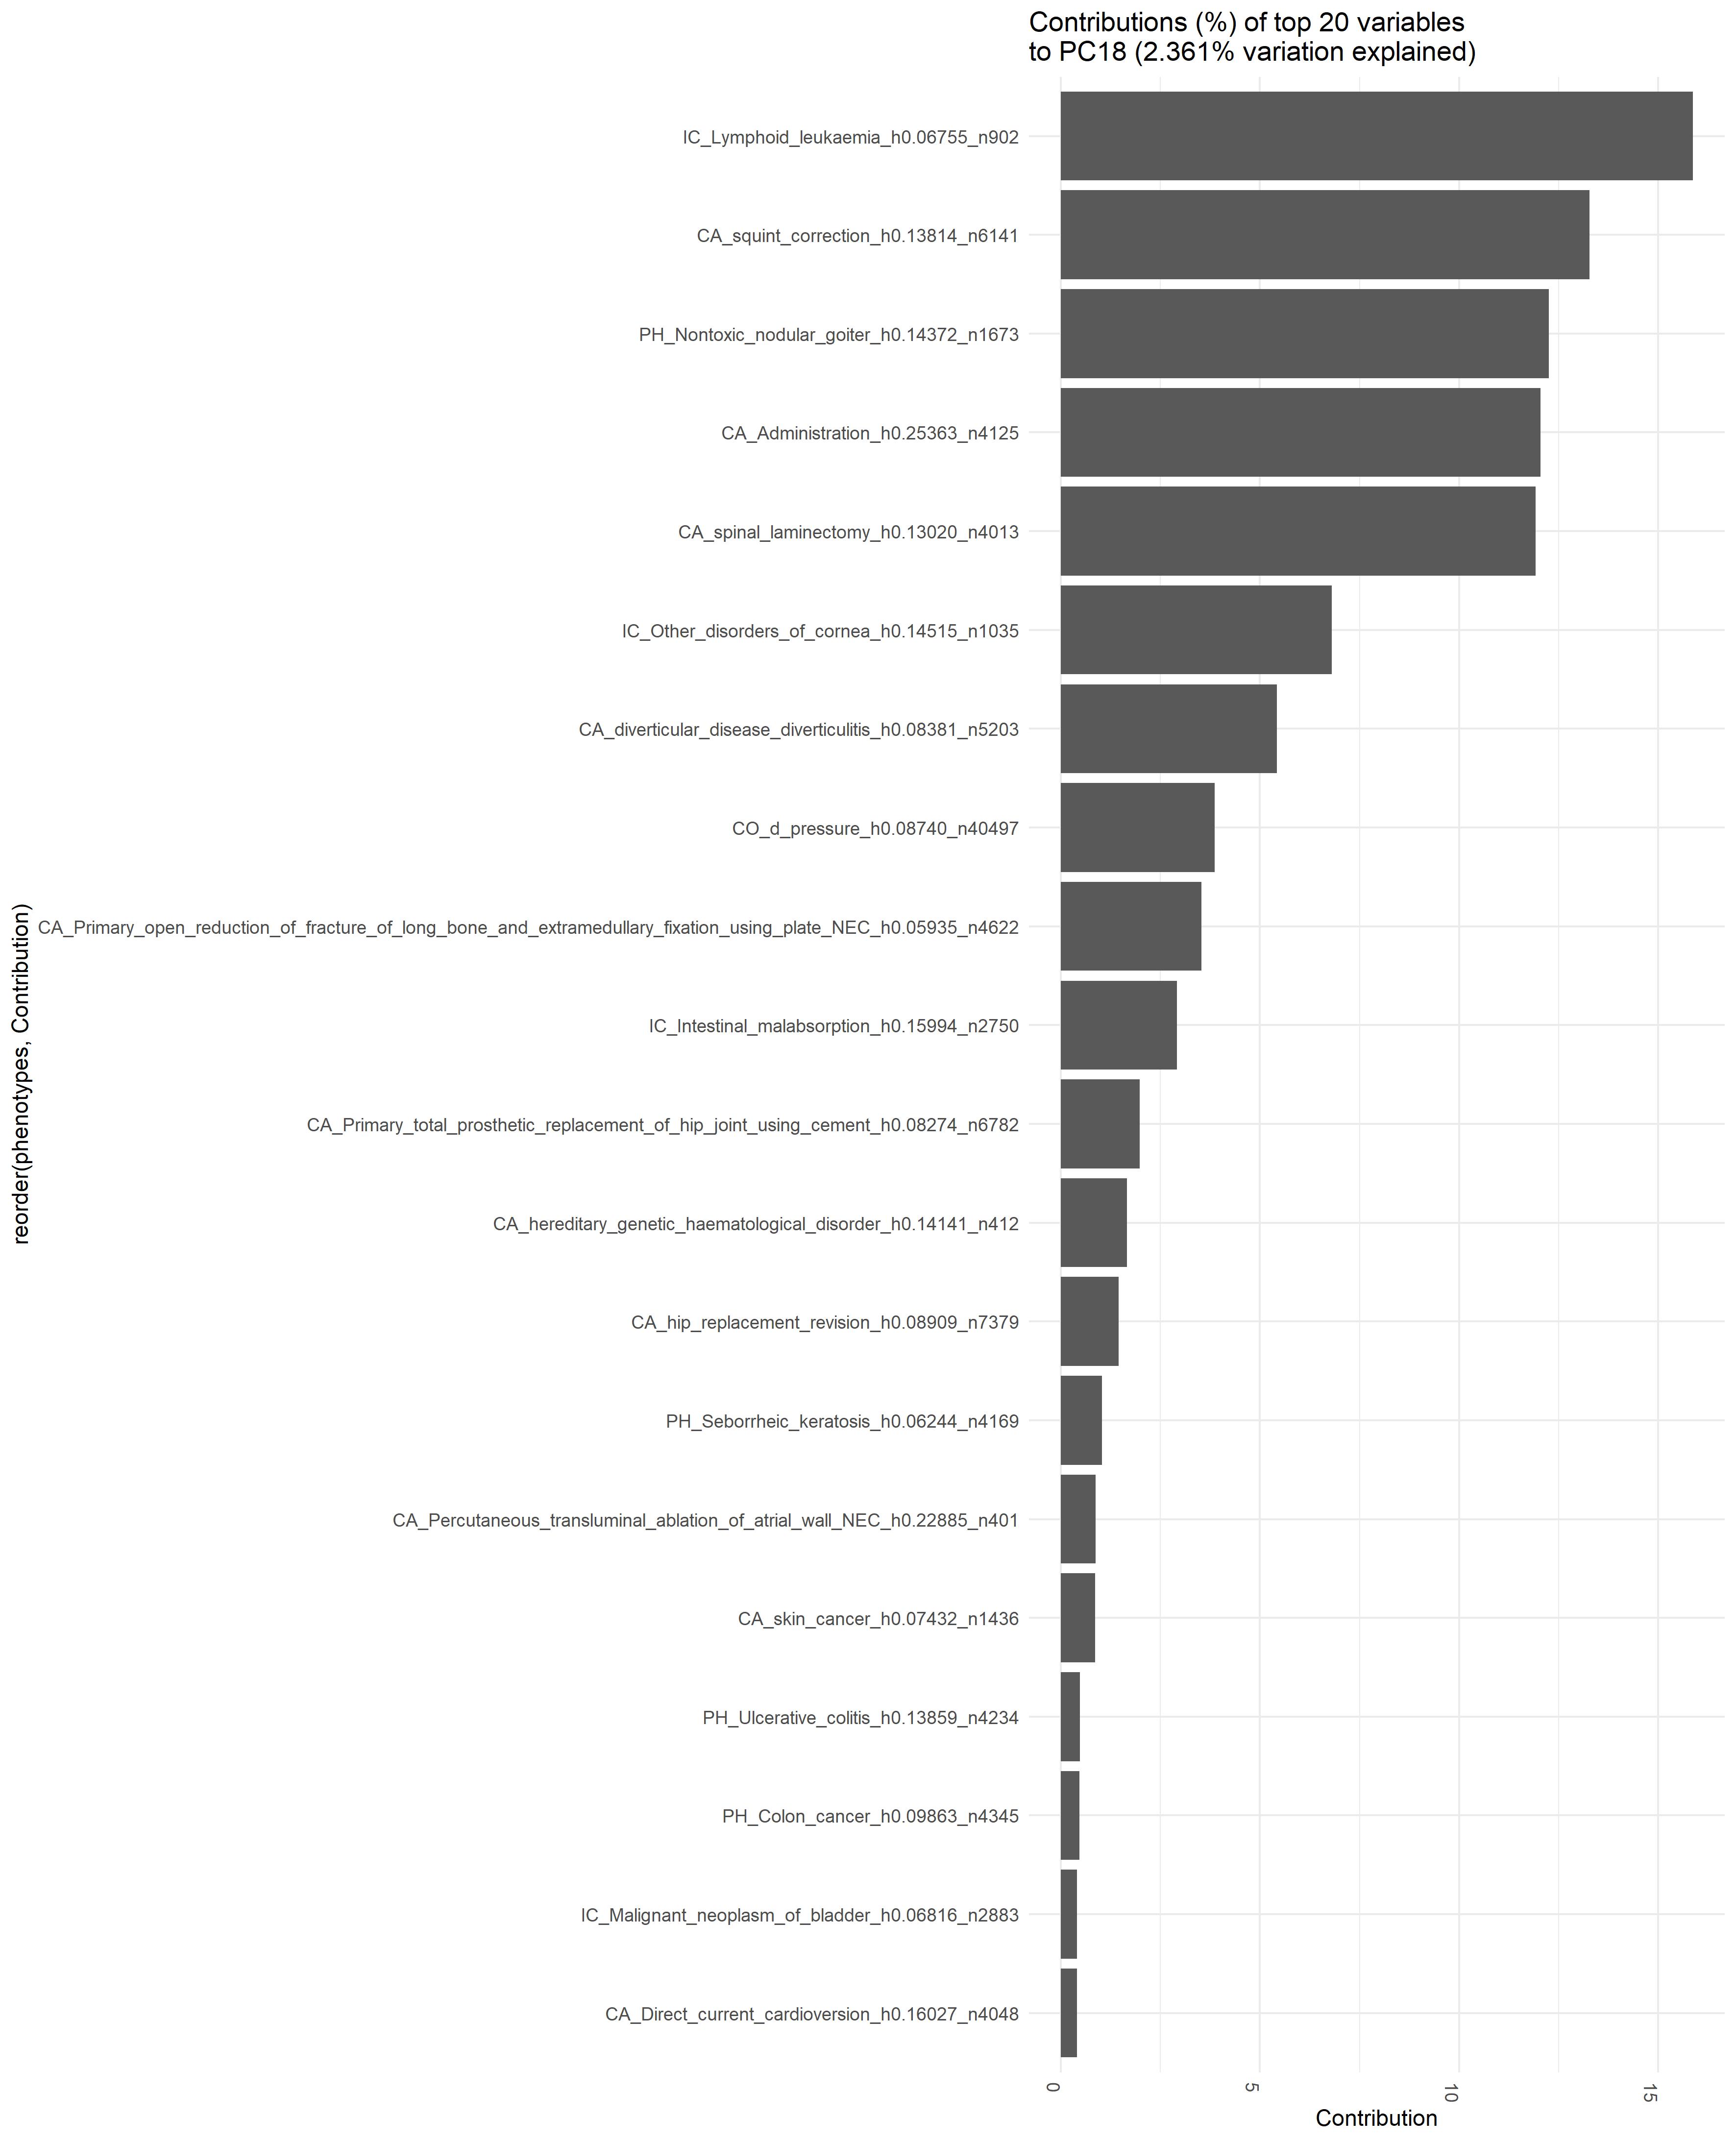 Contributions (%) of top 20 variables
to PC18 (2.361% variation explained)
reorder(phenotypes, Contribution)
IC_Lymphoid_leukaemia_h0.06755_n902
CA_squint_correction_h0.13814_n6141
PH_Nontoxic_nodular_goiter_h0.14372_n1673
CA_Administration_h0.25363_n4125
CA_spinal_laminectomy_h0.13020_n4013
IC_Other_disorders_of_cornea_h0.14515_n1035
CA_diverticular_disease_diverticulitis_h0.08381_n5203
CO_d_pressure_h0.08740_n40497
CA_Primary_open_reduction_of_fracture_of_long_bone_and_extramedullary_fixation_using_plate_NEC_h0.05935_n4622
IC_Intestinal_malabsorption_h0.15994_n2750
CA_Primary_total_prosthetic_replacement_of_hip_joint_using_cement_h0.08274_n6782
CA_hereditary_genetic_haematological_disorder_h0.14141_n412
CA_hip_replacement_revision_h0.08909_n7379
PH_Seborrheic_keratosis_h0.06244_n4169
CA_Percutaneous_transluminal_ablation_of_atrial_wall_NEC_h0.22885_n401
CA_skin_cancer_h0.07432_n1436
PH_Ulcerative_colitis_h0.13859_n4234
PH_Colon_cancer_h0.09863_n4345
IC_Malignant_neoplasm_of_bladder_h0.06816_n2883
CA_Direct_current_cardioversion_h0.16027_n4048
0
5
10
15
Contribution